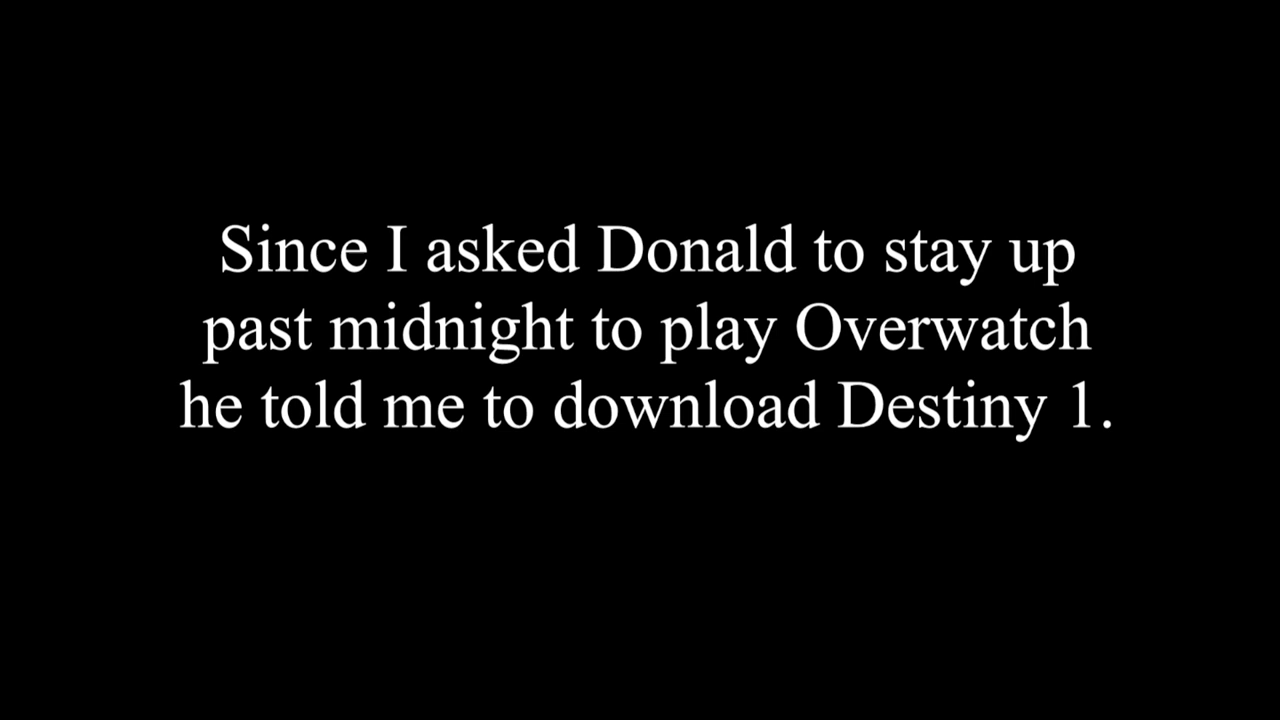 Since I asked Donald to stay up
past midnight to play Overwatch
he told me to download Destiny 1.